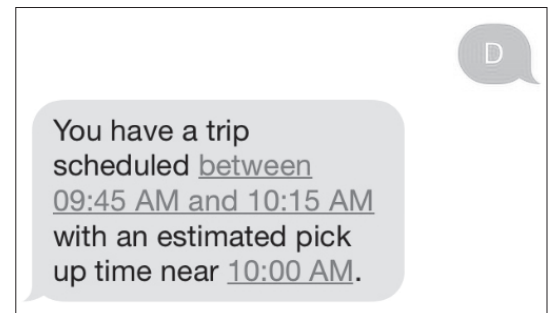 D
You have a trip
scheduled between
09:45 AM and 10:15 AM
with an estimated pick
up time near 10:00 AM.